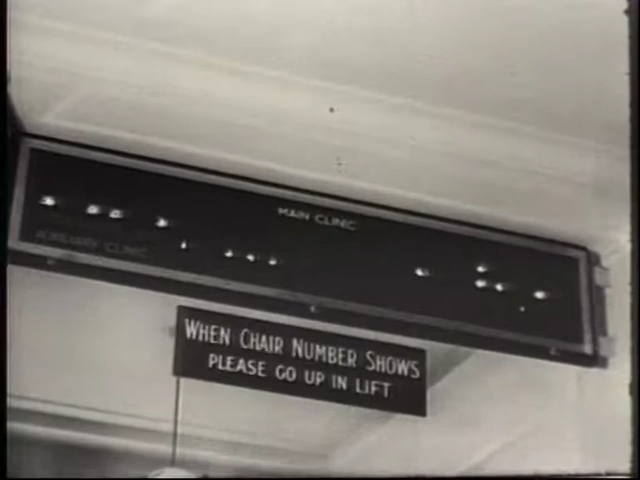 MAIN CLINIC
AUXILIARY CLINIC
WHEN CHAIR NUMBER SHOWS
PLEASE GO UP IN LIFT